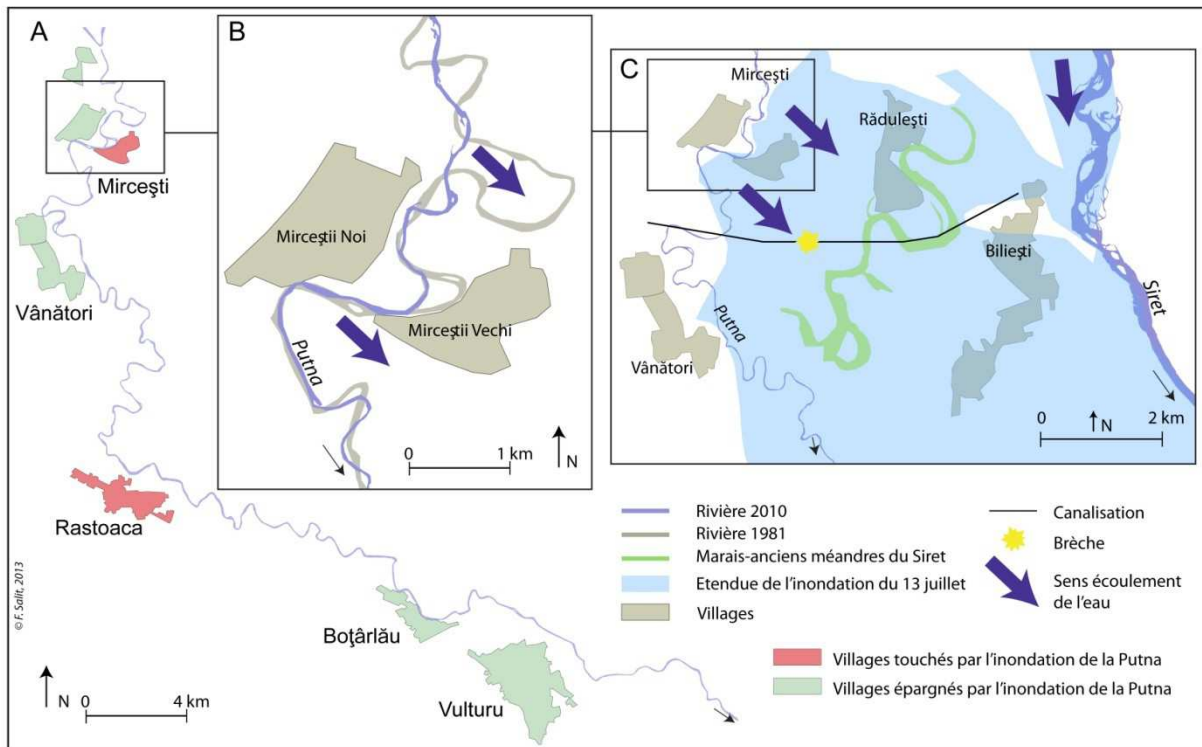 A
Mirceşti
Vânători
Rastoaca
Boţârlău
Vulturu
N
0 4 km
© F. Salit, 2013
B
Mirceştii Noi
Mirceştii Vechi
Putna
0 1 km
N
C
Mirceşti
Răduleşti
Bilieşti
Siret
Putna
Vânători
0 N 2 km
Rivière 2010
Rivière 1981
Marais-anciens méandres du Siret
Etendue de l'inondation du 13 juillet
Villages
Canalisation
Brèche
Sens écoulement
de l'eau
Villages touchés par l'inondation de la Putna
Villages épargnés par l'inondation de la Putna